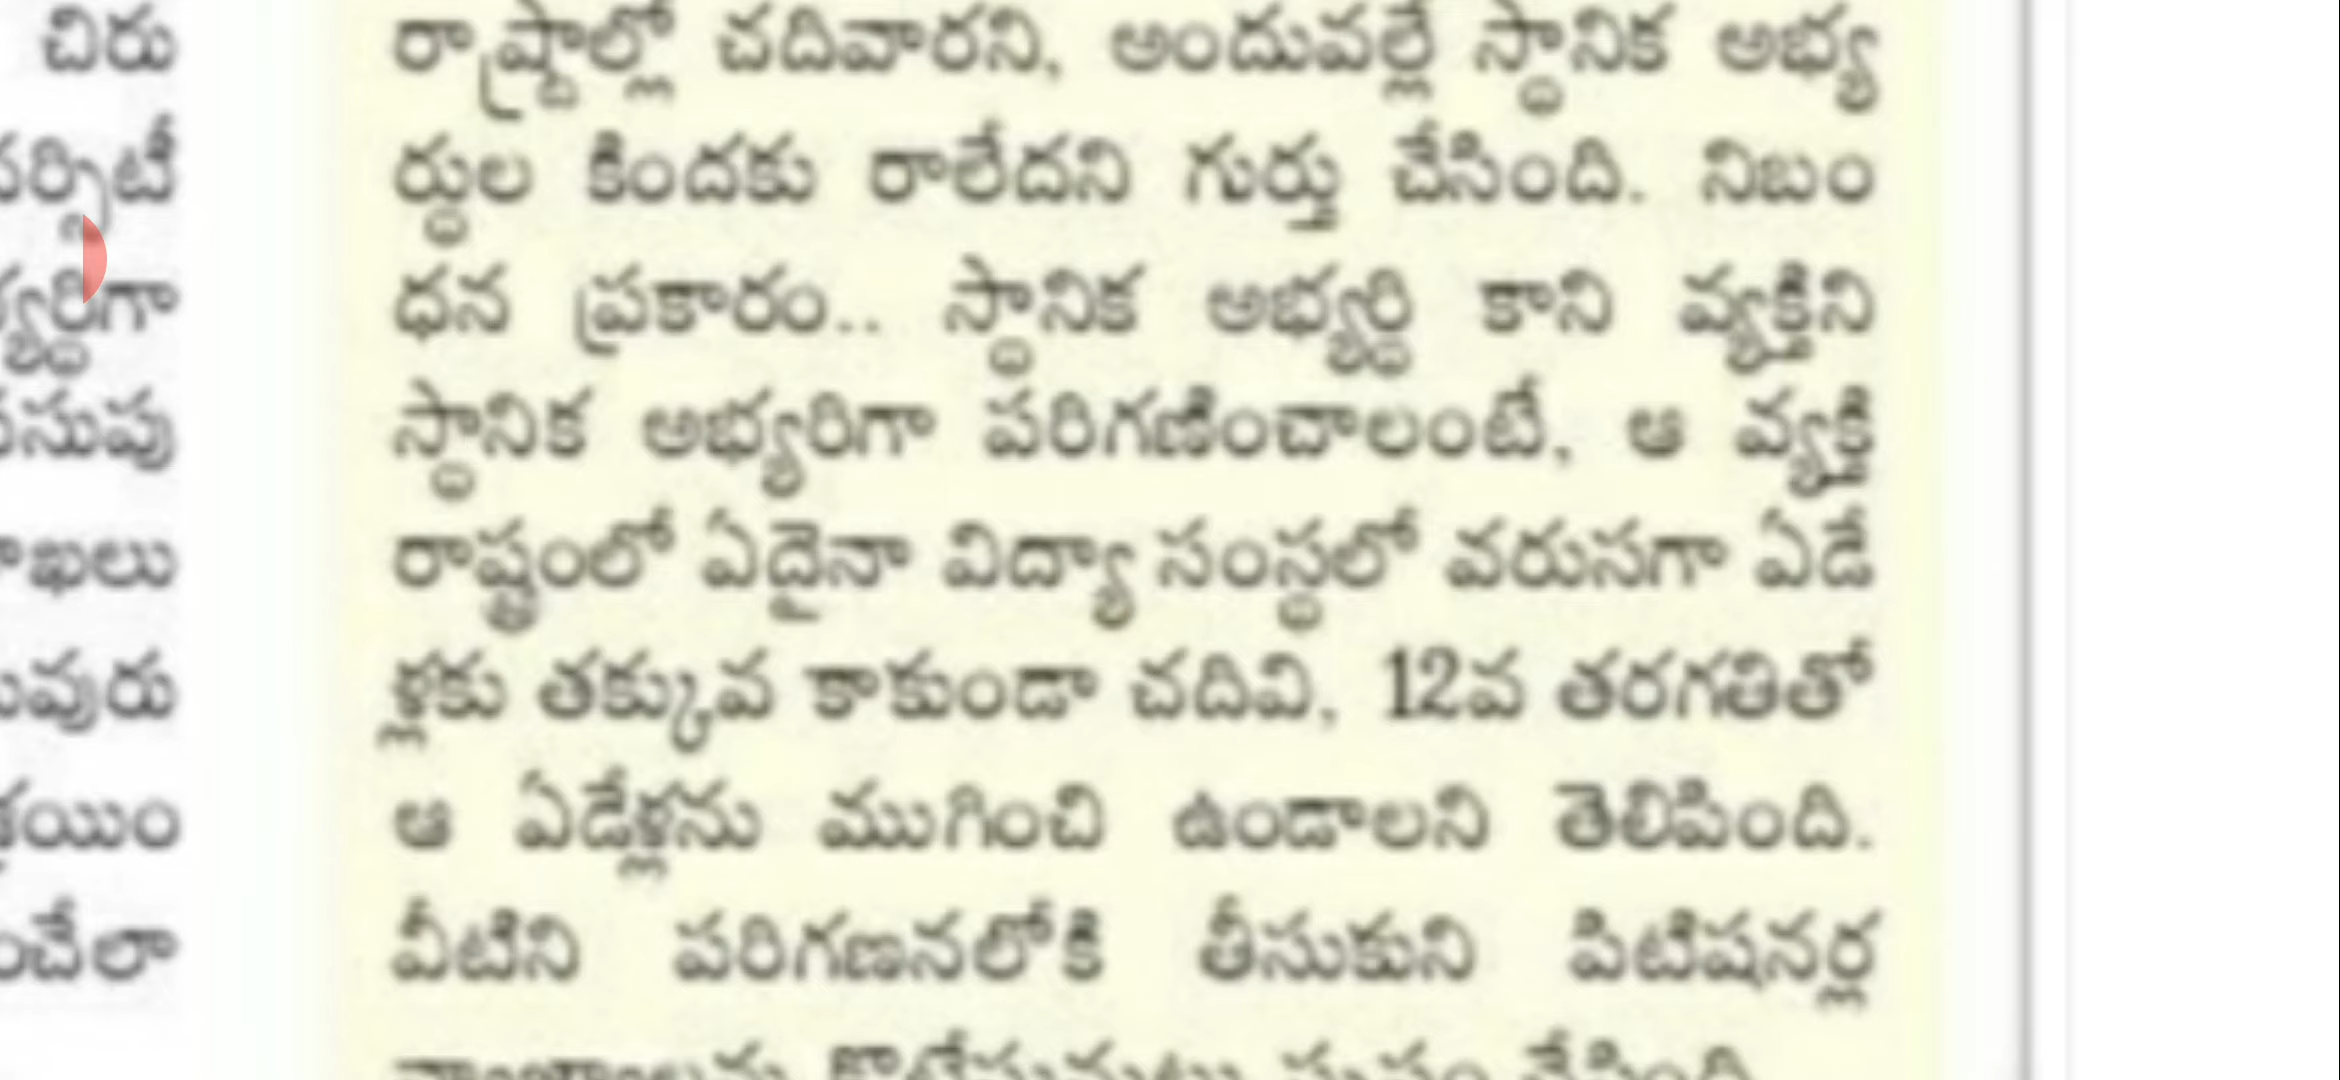 చిరు
గా
సుపు
ఖలు
వురు
యిం
చేలా
రాష్ట్రాల్లో చదివారని, అందువల్లే స్థానిక అభ్య
ర్థుల కిందకు రాలేదని గుర్తు చేసింది. నిబం
ధన ప్రకారం.. స్థానిక అభ్యర్థి కాని వ్యక్తిని
స్థానిక అభ్యరిగా పరిగణించాలంటే, ఆ వ్యక్తి
రాష్ట్రంలో ఏదైనా విద్యా సంస్థలో వరుసగా ఏడే
ళ్లకు తక్కువ కాకుండా చదివి, 12వ తరగతితో
ఆ ఏడేళ్లను ముగించి ఉండాలని తెలిపింది.
వీటిని పరిగణనలోకి తీసుకుని పిటిషనర్ల